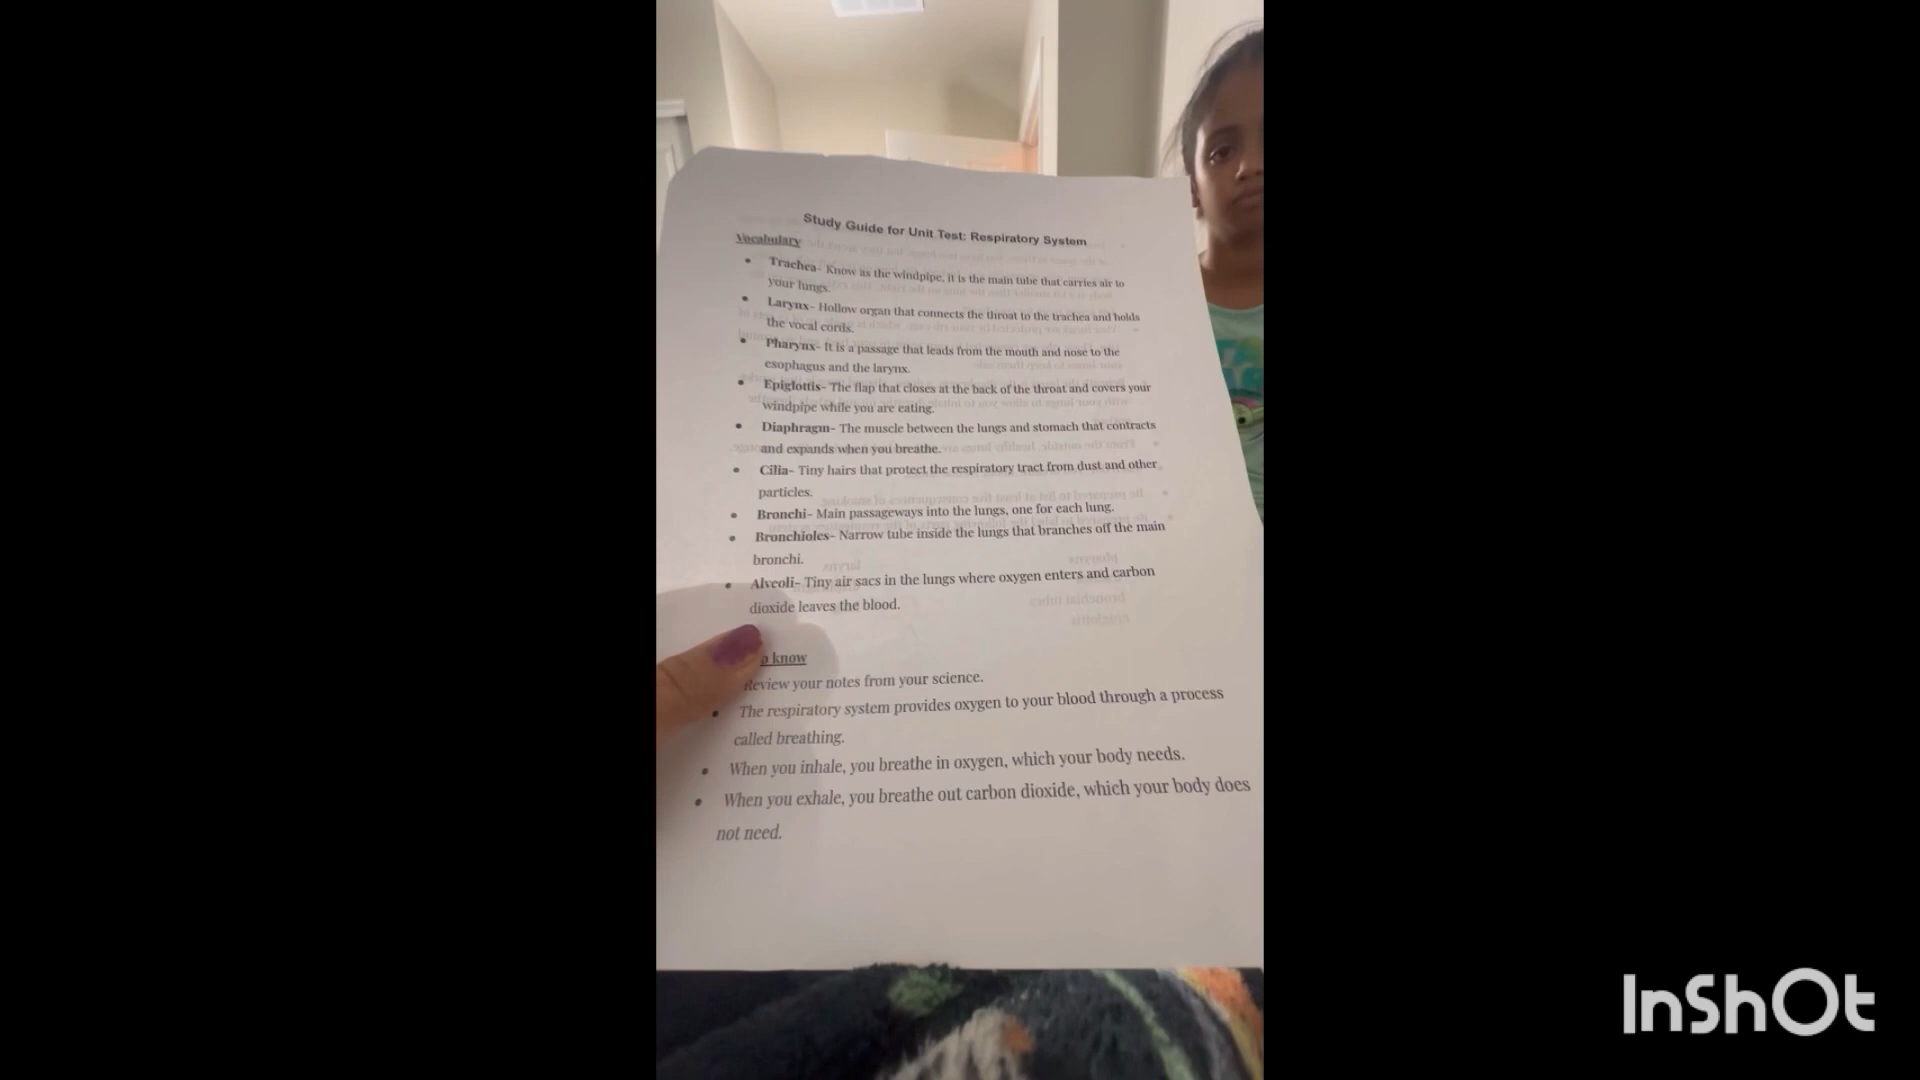 Study Guide for Unit Test: Respiratory System
Vocabulary
• Trachea- Know as the windpipe, it is the main tube that carries air to
your lungs.
• Larynx- Hollow organ that connects the throat to the trachea and holds
the vocal cords.
• Pharynx- It is a passage that leads from the mouth and nose to the
esophagus and the larynx.
• Epiglottis- The flap that closes at the back of the throat and covers your
windpipe while you are eating.
• Diaphragm- The muscle between the lungs and stomach that contracts
and expands when you breathe.
• Cilia- Tiny hairs that protect the respiratory tract from dust and other
particles.
• Bronchi- Main passageways into the lungs, one for each lung.
• Bronchioles- Narrow tube inside the lungs that branches off the main
bronchi.
• Alveoli- Tiny air sacs in the lungs where oxygen enters and carbon
dioxide leaves the blood.
know
Review your notes from your science.
• The respiratory system provides oxygen to your blood through a process
called breathing.
• When you inhale, you breathe in oxygen, which your body needs.
• When you exhale, you breathe out carbon dioxide, which your body does
not need.
InShOt